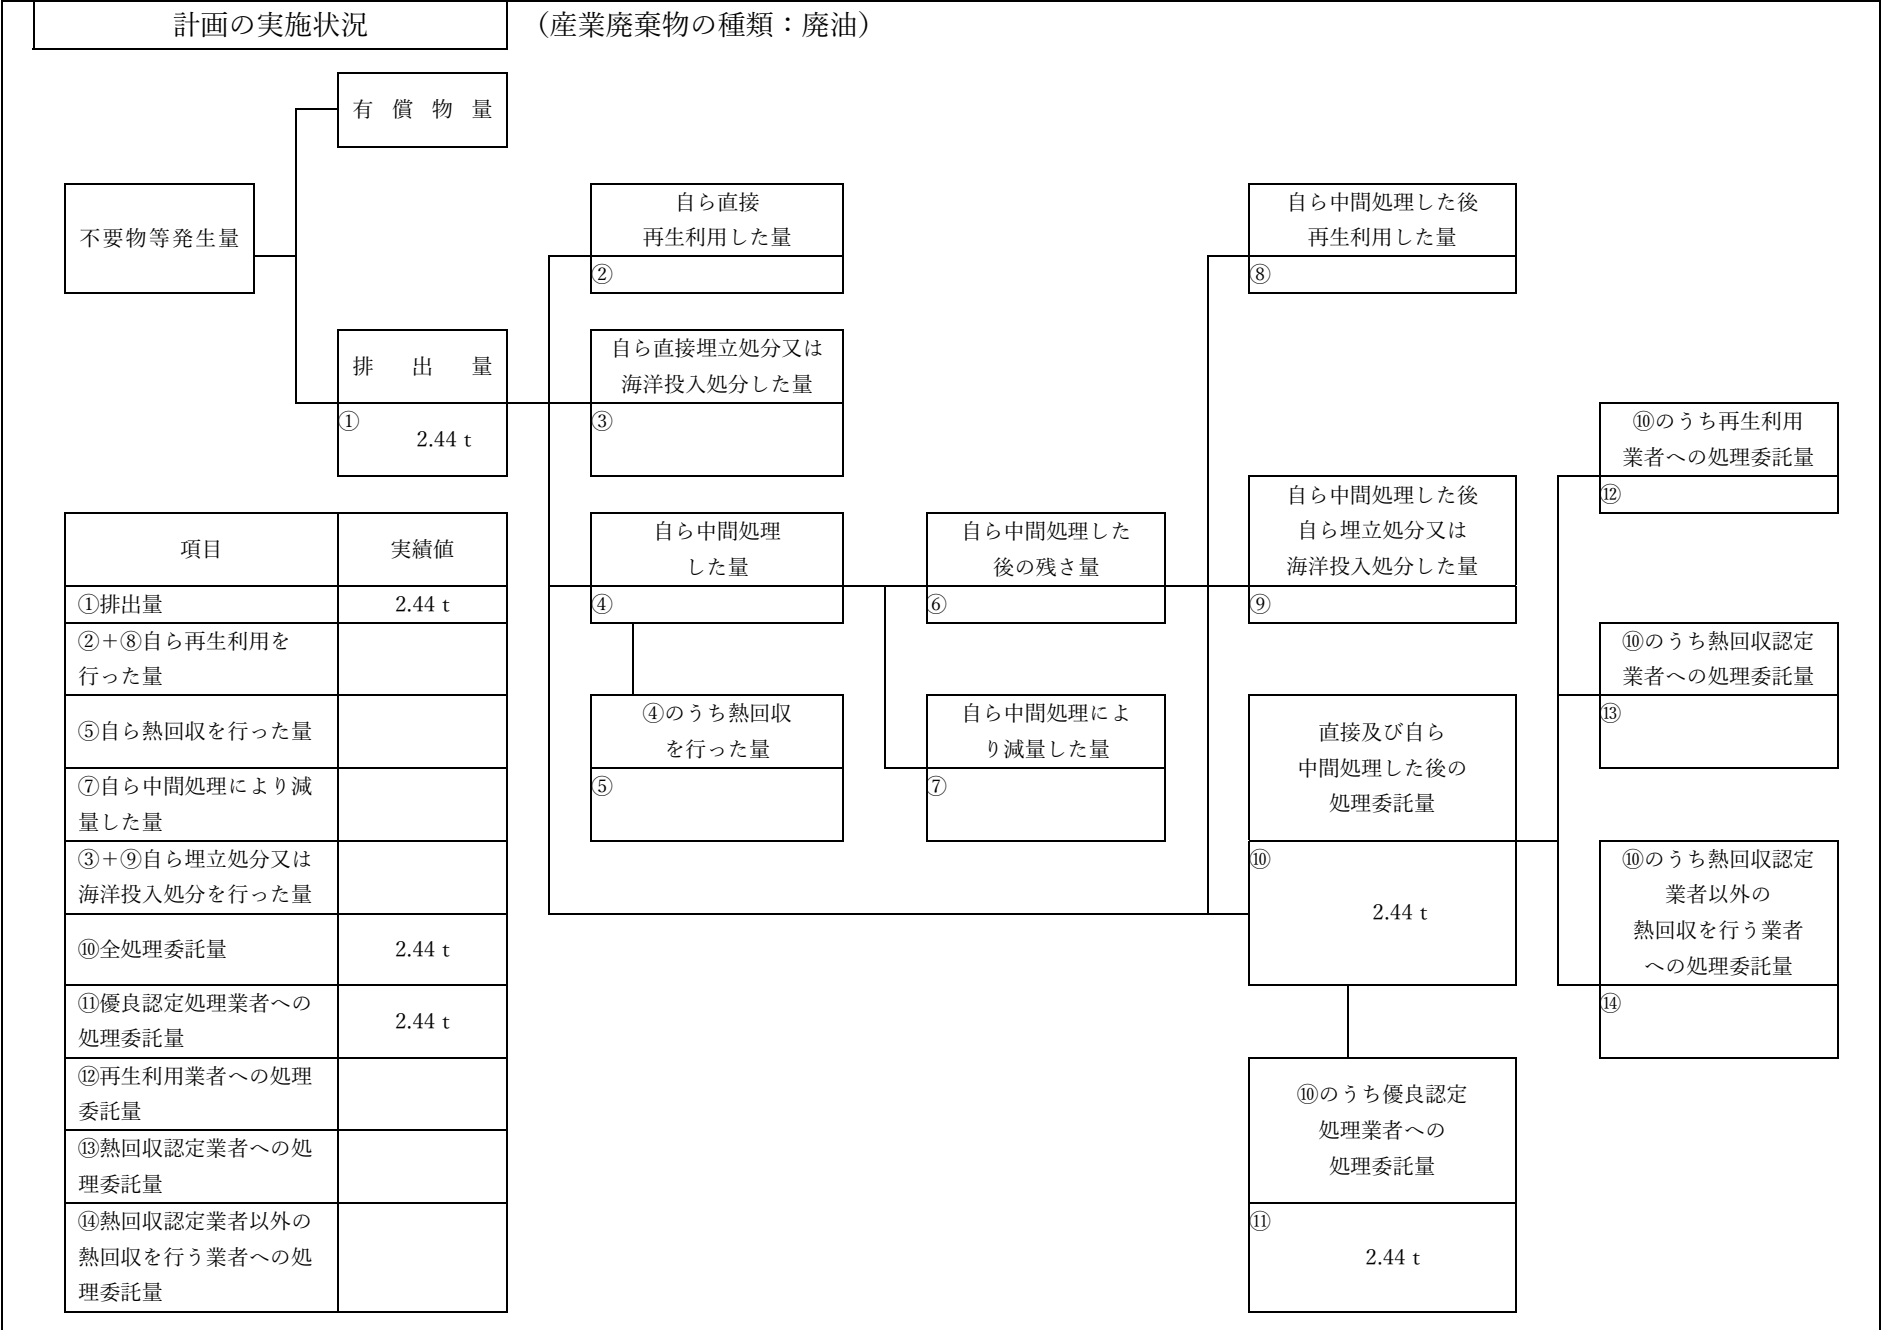 計画の実施状況
（産業廃棄物の種類：廃油）
有償物量
不要物等発生量
自ら直接
再生利用した量
②
自ら中間処理した後
再生利用した量
⑧
排出量
①
2.44 t
自ら直接埋立処分又は
海洋投入処分した量
③
⑩のうち再生利用
業者への処理委託量
⑫
自ら中間処理
した量
④
自ら中間処理した
後の残さ量
⑥
自ら中間処理した後
自ら埋立処分又は
海洋投入処分した量
⑨
⑩のうち熱回収認定
業者への処理委託量
⑬
④のうち熱回収
を行った量
⑤
自ら中間処理によ
り減量した量
⑦
直接及び自ら
中間処理した後の
処理委託量
⑩
2.44 t
⑩のうち熱回収認定
業者以外の
熱回収を行う業者
への処理委託量
⑭
⑩のうち優良認定
処理業者への
処理委託量
⑪
2.44 t
項目 実績値
①排出量 2.44 t
②＋⑧自ら再生利用を
行った量
⑤自ら熱回収を行った量
⑦自ら中間処理により減
量した量
③＋⑨自ら埋立処分又は
海洋投入処分を行った量
⑩全処理委託量 2.44 t
⑪優良認定処理業者への
処理委託量
2.44 t
⑫再生利用業者への処理
委託量
⑬熱回収認定業者への処
理委託量
⑭熱回収認定業者以外の
熱回収を行う業者への処
理委託量